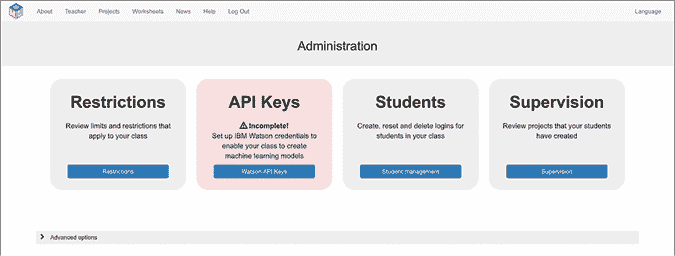 About Teacher Projects Worksheets News Help Log Out Language
Administration
Restrictions
Review limits and restrictions that
apply to your class
Restrictions
API Keys
Incomplete!
Set up IBM Watson credentials to
enable your class to create
machine learning models
Watson API Keys
Students
Create, reset and delete logins for
students in your class
Student management
Supervision
Review projects that your students
have created
Supervision
Advanced options